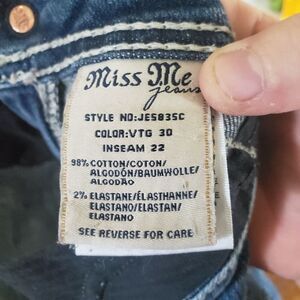 Miss Me
Jeans
STYLE NO:JE5835C
COLOR:VTG 30
INSEAM 22
98% COTTON/COTON/
ALGODÓN/BAUMWOLLE/
ALGODÃO
2% ELASTANE/ÉLASTHANNE/
ELASTANO/ELASTAN/
ELASTANO
SEE REVERSE FOR CARE